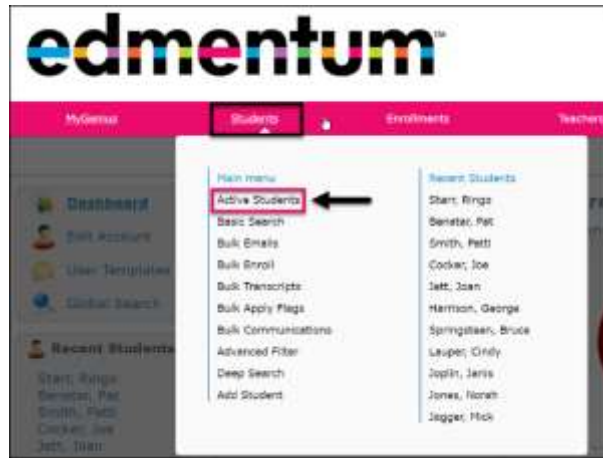 edmentum™
MyGenius Students Enrollments Teachers
Main menu
Active Students
Basic Search
Bulk Emails
Bulk Enroll
Bulk Transcripts
Bulk Apply Flags
Bulk Communications
Advanced Filter
Deep Search
Add Student
Recent Students
Starr, Ringo
Benatar, Pat
Smith, Patti
Cocker, Joe
Jett, Joan
Harrison, George
Springsteen, Bruce
Lauper, Cindy
Joplin, Janis
Jones, Norah
Jagger, Mick
Dashboard
Edit Account
User Templates
Global Search
Recent Students
Starr, Ringo
Benatar, Pat
Smith, Patti
Cocker, Joe
Jett, Joan